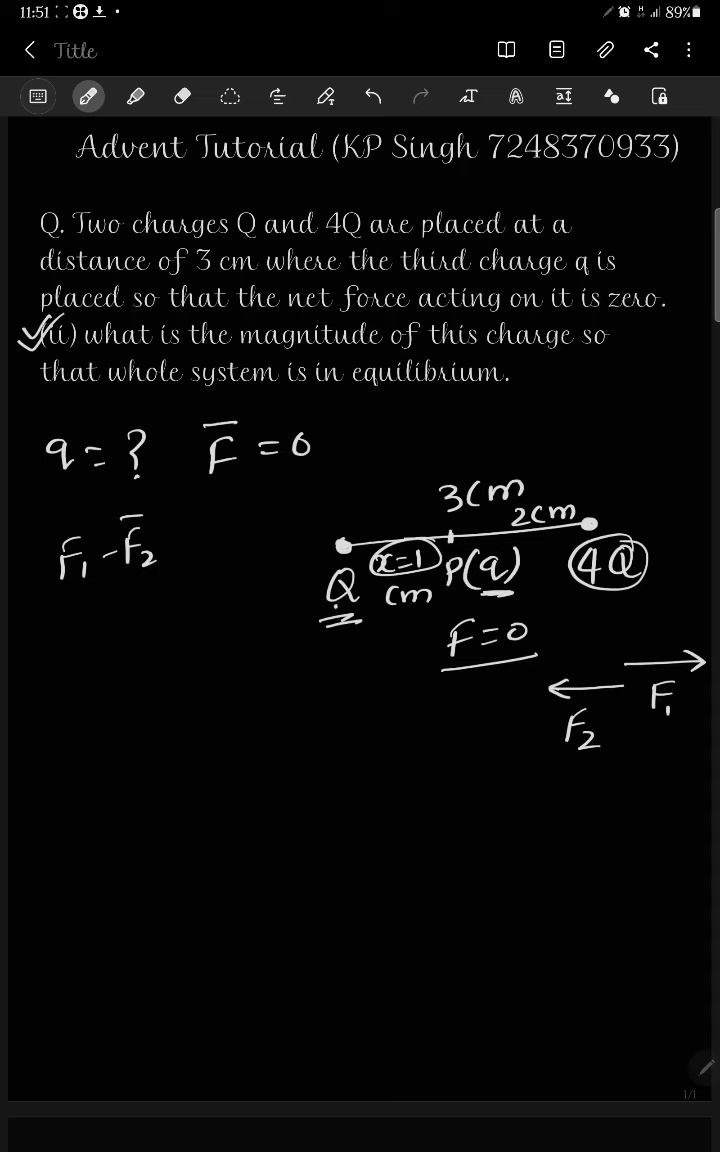 11:51
89%
Title
Advent Tutorial (KP Singh 7248370933)
Q. Two charges Q and 4Q are placed at a
distance of 3 cm where the third charge q is
placed so that the net force acting on it is zero.
(ii) what is the magnitude of this charge so
that whole system is in equilibrium.
q = ? F = 0
3cm
2cm
F1 - F2
x=1
cm
P(q)
4Q
Q
F=0
F1
F2
1/1